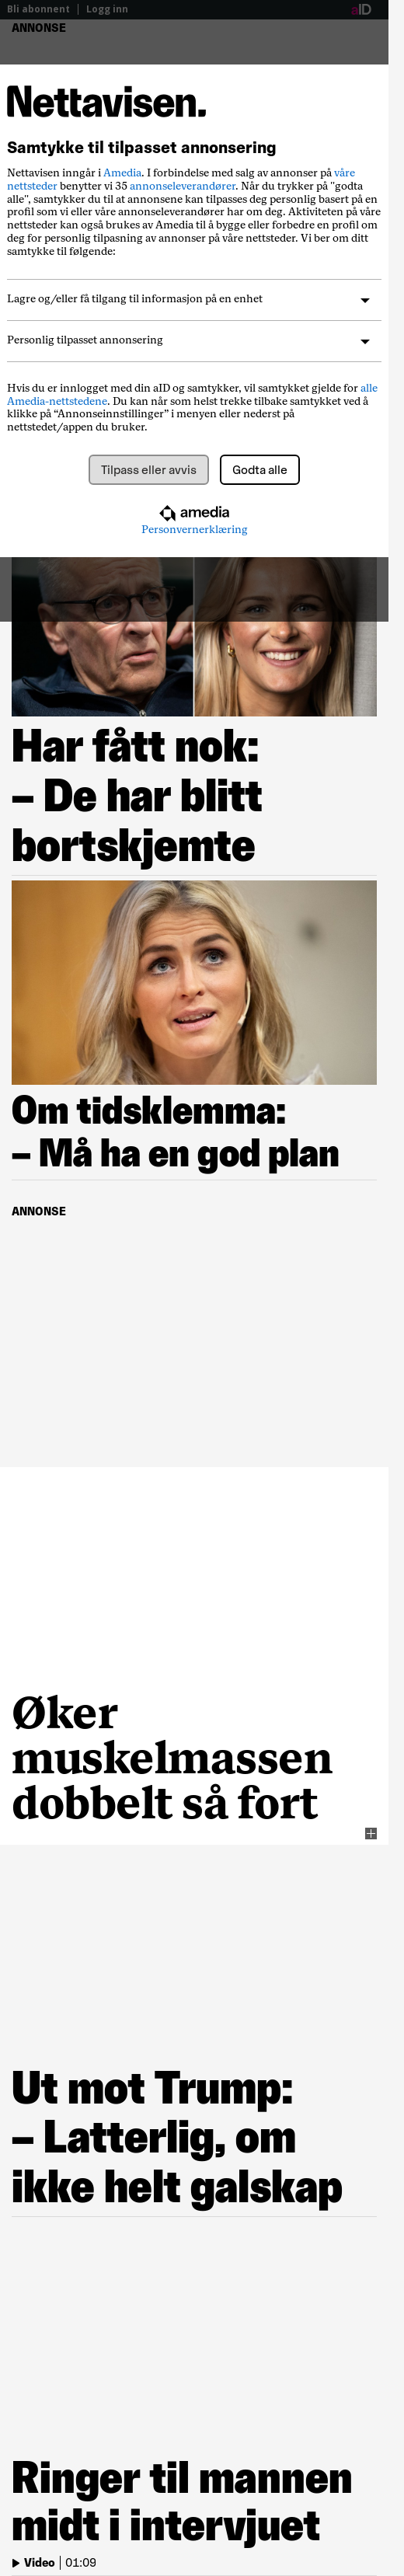 Bli abonnent | Logg inn
aID
ANNONSE
Nettavisen.
Samtykke til tilpasset annonsering
Nettavisen inngår i Amedia. I forbindelse med salg av annonser på våre
nettsteder benytter vi 35 annonseleverandører. Når du trykker på "godta
alle", samtykker du til at annonsene kan tilpasses deg personlig basert på en
profil som vi eller våre annonseleverandører har om deg. Aktiviteten på våre
nettsteder kan også brukes av Amedia til å bygge eller forbedre en profil om
deg for personlig tilpasning av annonser på våre nettsteder. Vi ber om ditt
samtykke til følgende:
Lagre og/eller få tilgang til informasjon på en enhet
Personlig tilpasset annonsering
Hvis du er innlogget med din aID og samtykker, vil samtykket gjelde for alle
Amedia-nettstedene. Du kan når som helst trekke tilbake samtykket ved å
klikke på “Annonseinnstillinger” i menyen eller nederst på
nettstedet/appen du bruker.
Tilpass eller avvis
Godta alle
amedia
Personvernerklæring
Har fått nok:
– De har blitt
bortskjemte
Om tidsklemma:
– Må ha en god plan
ANNONSE
Øker
muskelmassen
dobbelt så fort
Ut mot Trump:
– Latterlig, om
ikke helt galskap
Ringer til mannen
midt i intervjuet
Video | 01:09